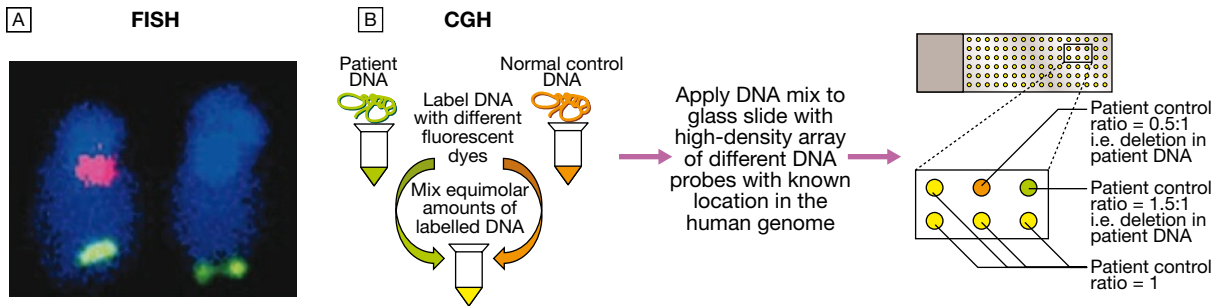 A
FISH
B
CGH
Patient
DNA
Normal control
DNA
Label DNA
with different
fluorescent
dyes
Mix equimolar
amounts of
labelled DNA
Apply DNA mix to
glass slide with
high-density array
of different DNA
probes with known
location in the
human genome
Patient control
ratio = 0.5:1
i.e. deletion in
patient DNA
Patient control
ratio = 1.5:1
i.e. deletion in
patient DNA
Patient control
ratio = 1